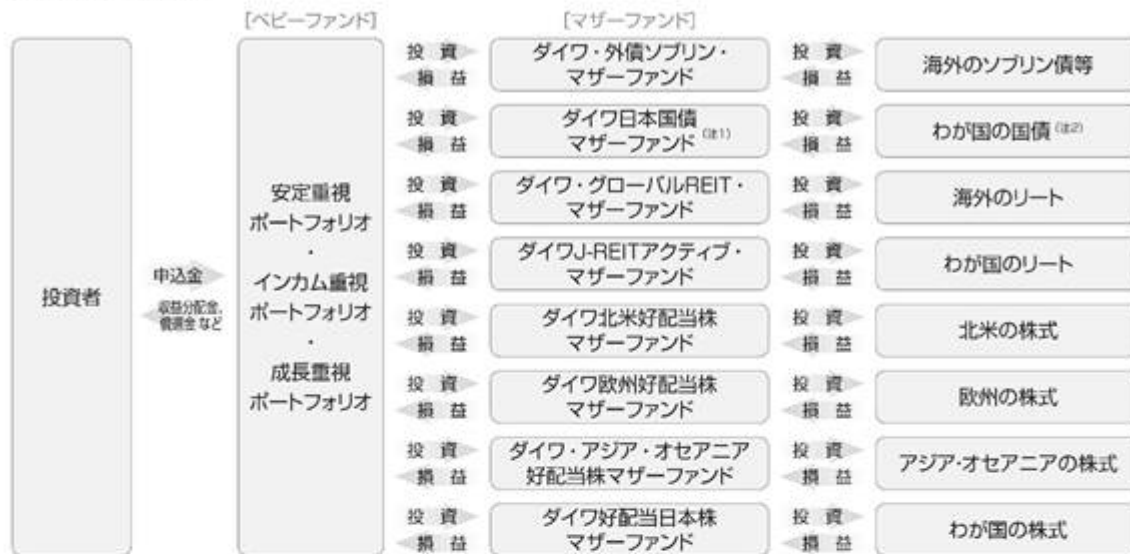 [ベビーファンド]
[マザーファンド]
投資者
申込金
収益分配金、
償還金 など
安定重視
ポートフォリオ
・
インカム重視
ポートフォリオ
・
成長重視
ポートフォリオ
投 資
損 益
ダイワ・外債ソブリン・
マザーファンド
投 資
損 益
海外のソブリン債等
投 資
損 益
ダイワ日本国債
マザーファンド (注1)
投 資
損 益
わが国の国債 (注2)
投 資
損 益
ダイワ・グローバルREIT・
マザーファンド
投 資
損 益
海外のリート
投 資
損 益
ダイワJ-REITアクティブ・
マザーファンド
投 資
損 益
わが国のリート
投 資
損 益
ダイワ北米好配当株
マザーファンド
投 資
損 益
北米の株式
投 資
損 益
ダイワ欧州好配当株
マザーファンド
投 資
損 益
欧州の株式
投 資
損 益
ダイワ・アジア・オセアニア
好配当株マザーファンド
投 資
損 益
アジア・オセアニアの株式
投 資
損 益
ダイワ好配当日本株
マザーファンド
投 資
損 益
わが国の株式